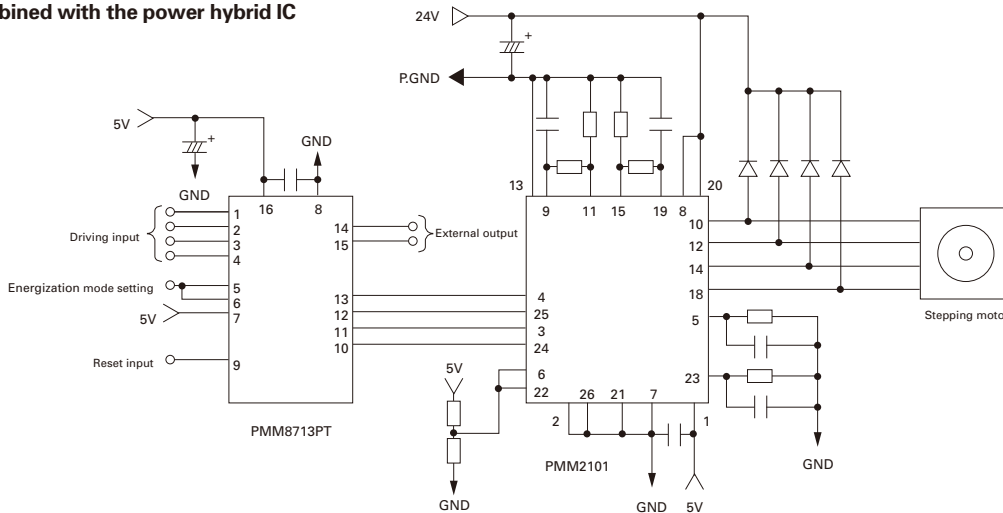 bined with the power hybrid IC
24V
+
P.GND
5V
+
GND
GND
13
20
16
8
9
11
15
19
8
Driving input
1
2
3
4
14
15
External output
10
12
14
18
Energization mode setting
5
6
5V
7
Reset input
9
13
12
11
10
4
25
3
24
5
Stepping moto
5V
6
22
23
PMM8713PT
2
26
21
7
1
PMM2101
GND
GND
GND
5V